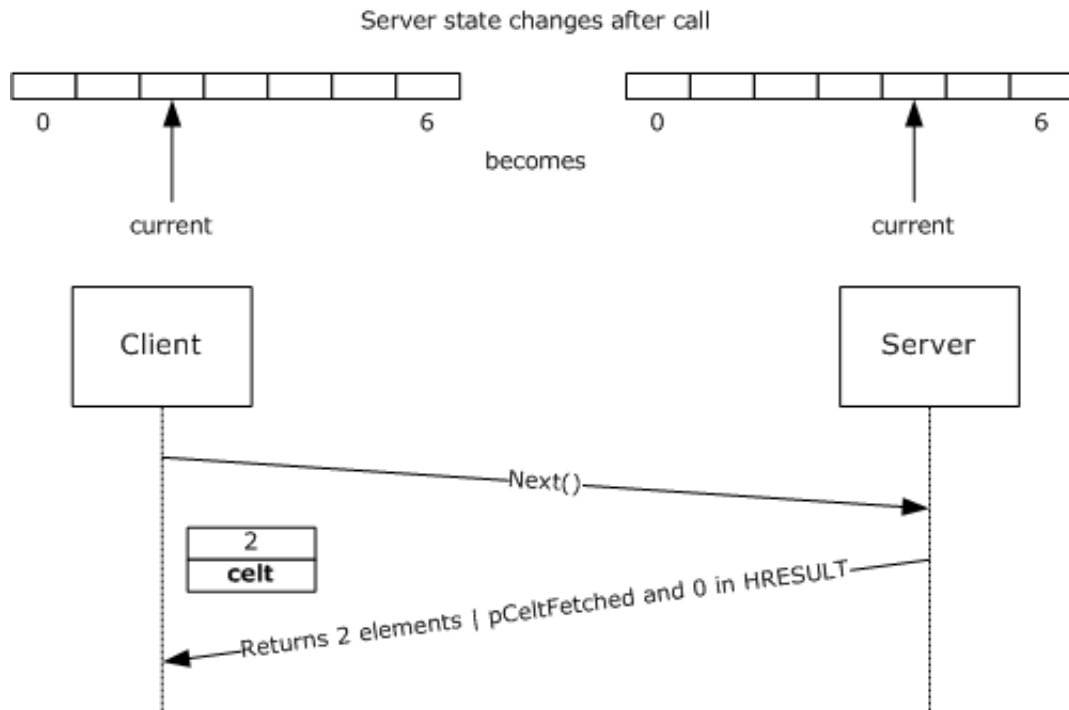 Server state changes after call
0 6 0 6
becomes
current current
Client Server
Next()
2
celt
Returns 2 elements | pCeltFetched and 0 in HRESULT